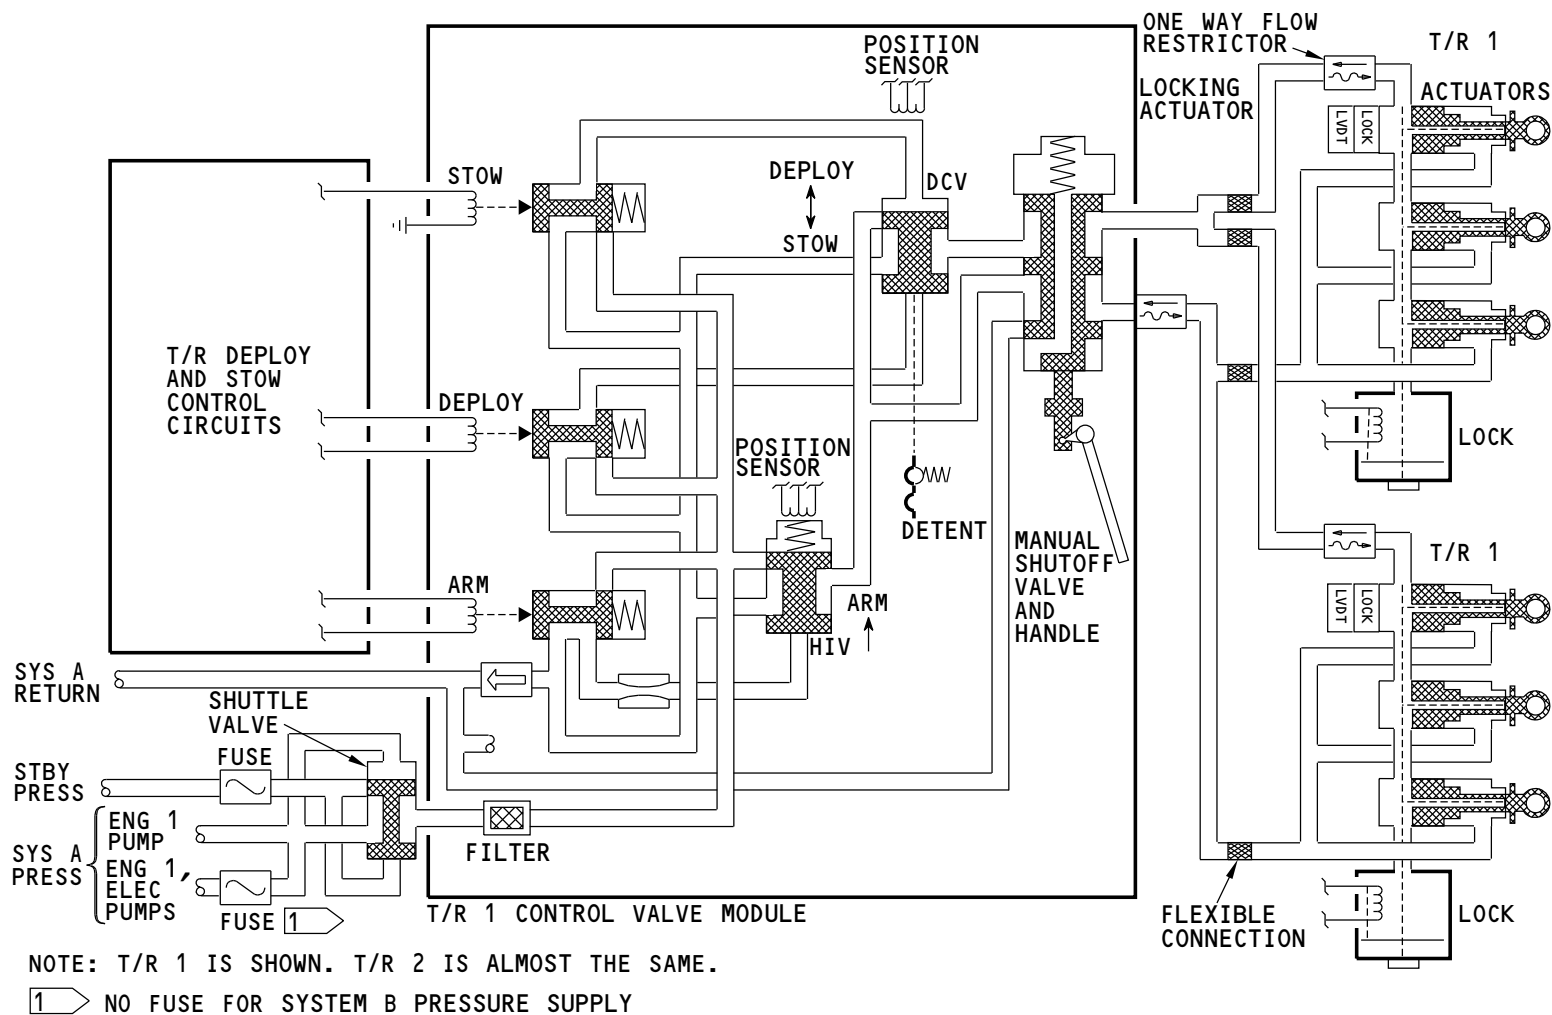 POSITION
SENSOR
ONE WAY FLOW
RESTRICTOR
T/R 1
LOCKING
ACTUATOR
ACTUATORS
LVDT
LOCK
STOW
DEPLOY
STOW
DCV
T/R DEPLOY
AND STOW
CONTROL
CIRCUITS
DEPLOY
POSITION
SENSOR
LOCK
DETENT
MANUAL
SHUTOFF
VALVE
AND
HANDLE
T/R 1
LVDT
LOCK
ARM
ARM
HIV
SYS A
RETURN
SHUTTLE
VALVE
FUSE
STBY
PRESS
SYS A
PRESS
ENG 1
PUMP
ENG 1,
ELEC
PUMPS
FUSE
1
FILTER
T/R 1 CONTROL VALVE MODULE
FLEXIBLE
CONNECTION
LOCK
NOTE: T/R 1 IS SHOWN. T/R 2 IS ALMOST THE SAME.
1 NO FUSE FOR SYSTEM B PRESSURE SUPPLY